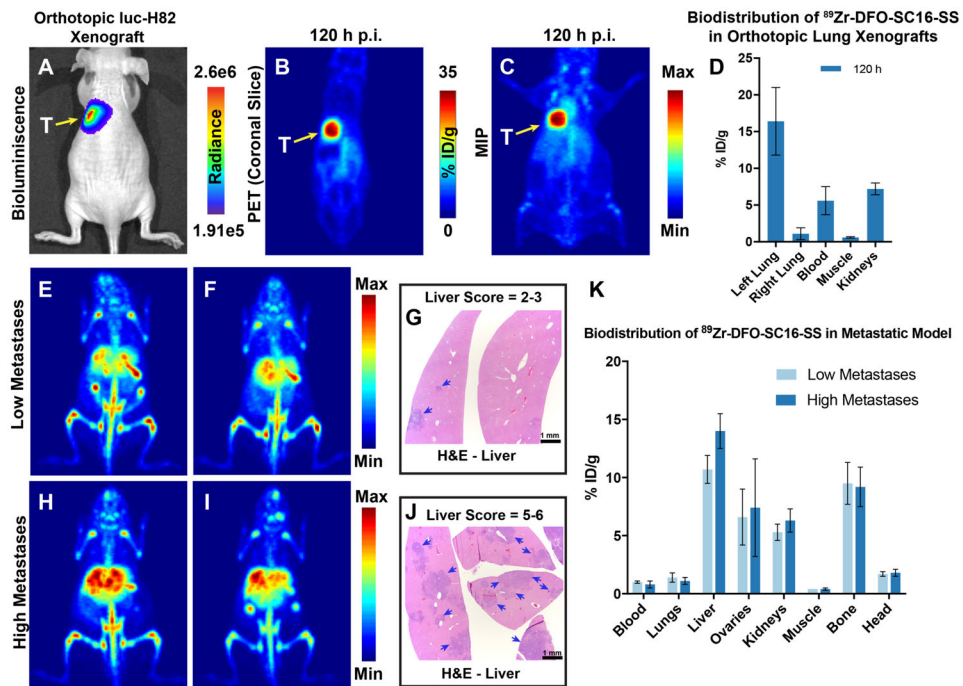 Orthotopic luc-H82
Xenograft
A
Bioluminiscence
T
2.6e6
Radiance
1.91e5
120 h p.i.
B
PET (Coronal Slice)
T
35
% ID/g
0
120 h p.i.
C
MIP
T
Max
Min
Biodistribution of ⁸⁹Zr-DFO-SC16-SS
in Orthotopic Lung Xenografts
D
120 h
% ID/g
25
20
15
10
5
0
Left Lung
Right Lung
Blood
Muscle
Kidneys
Low Metastases
E
F
Max
Min
Liver Score = 2-3
G
1 mm
H&E - Liver
High Metastases
H
I
Max
Min
Liver Score = 5-6
J
1 mm
H&E - Liver
K
Biodistribution of ⁸⁹Zr-DFO-SC16-SS in Metastatic Model
Low Metastases
High Metastases
% ID/g
20
15
10
5
0
Blood
Lungs
Liver
Ovaries
Kidneys
Muscle
Bone
Head